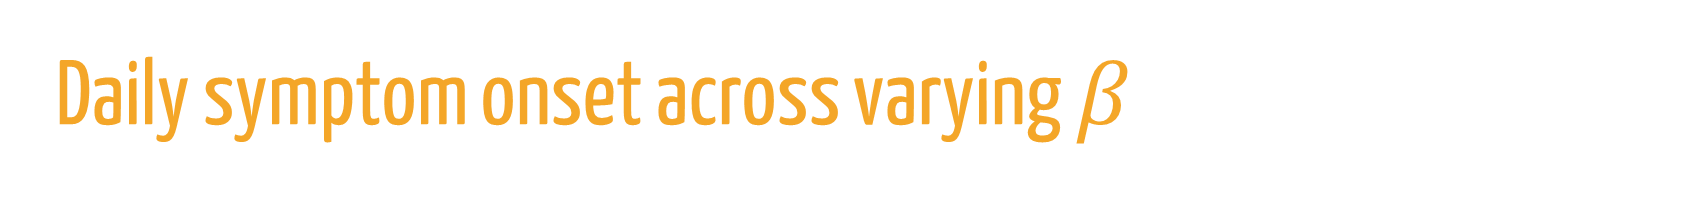 Daily symptom onset across varying β